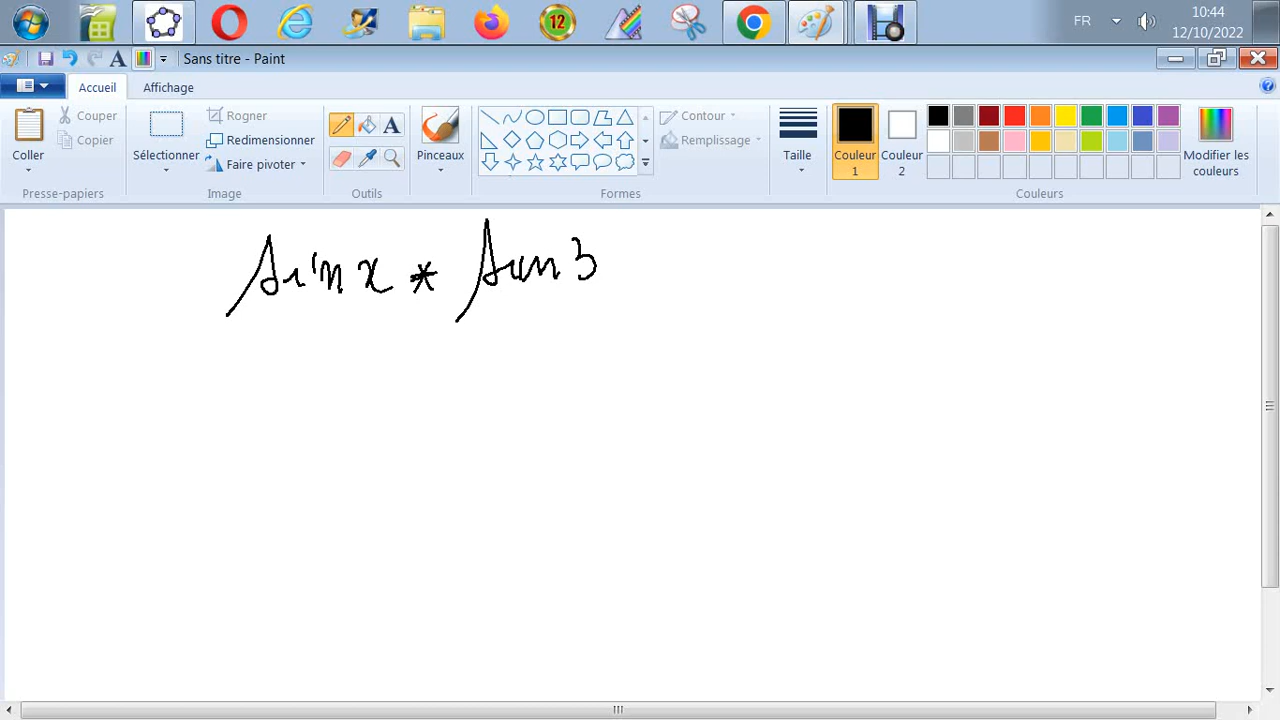 12
FR
10:44
12/10/2022
Sans titre - Paint
Accueil
Affichage
Coller
Couper
Copier
Presse-papiers
Sélectionner
Rogner
Redimensionner
Faire pivoter
Image
Outils
Pinceaux
Formes
Contour
Remplissage
Taille
Couleur
1
Couleur
2
Modifier les
couleurs
Couleurs
sin x * sin 3